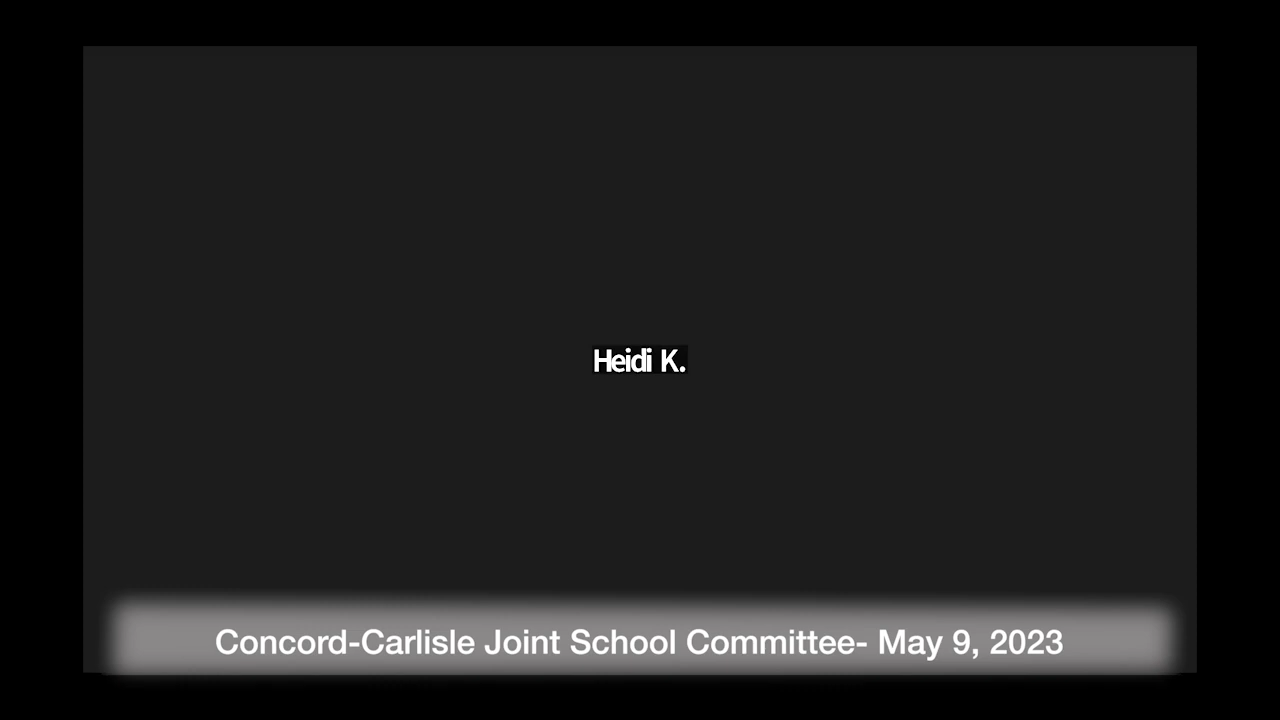 Heidi K.
Concord-Carlisle Joint School Committee- May 9, 2023